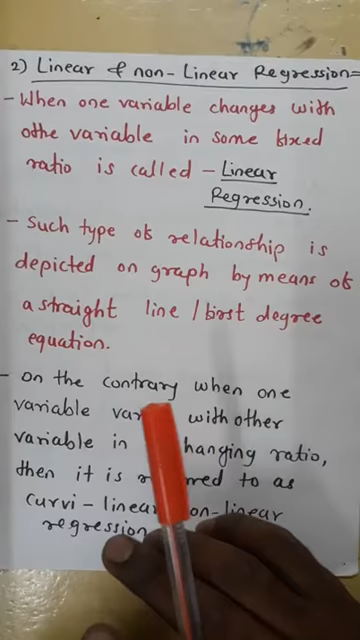 2) Linear & non-Linear Regression=
- When one variable changes with
othe variable in some fixed
ratio is called - Linear
Regression.
- Such type of relationship is
depicted on graph by means of
a straight line / first degree
equation.
- on the contrary when one
variable with other
variable in hanging ratio,
then it is to as
curvi-linear on-linear
regression